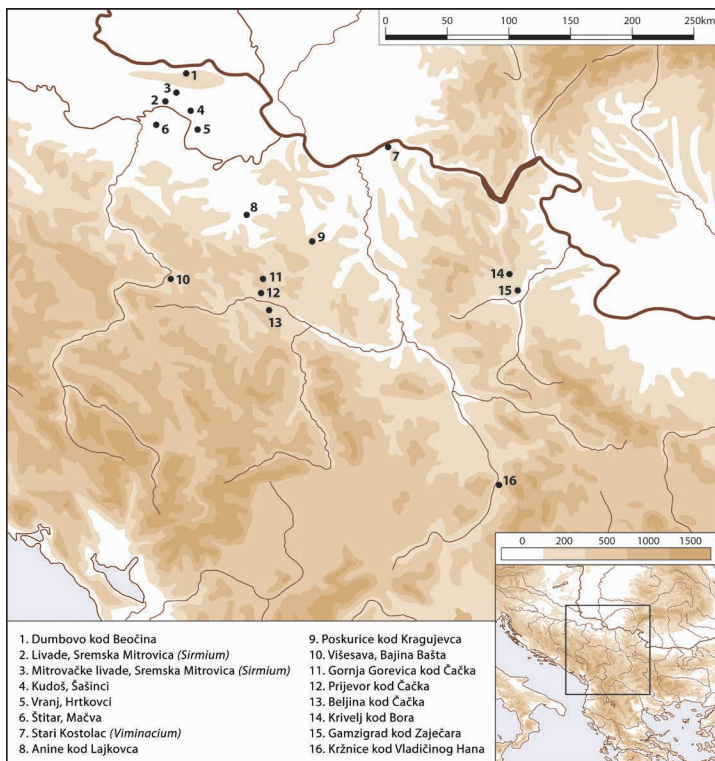 0 50 100 150 200 250km
1
3
2
4
6
5
7
8
9
10
11
12
13
14
15
16
0 200 500 1000 1500
1. Dumbovo kod Beočina
2. Livade, Sremska Mitrovica (Sirmium)
3. Mitrovačke livade, Sremska Mitrovica (Sirmium)
4. Kudoš, Šašinci
5. Vranj, Hrtkovci
6. Štitar, Mačva
7. Stari Kostolac (Viminacium)
8. Anine kod Lajkovca
9. Poskurice kod Kragujevca
10. Višesava, Bajina Bašta
11. Gornja Gorevica kod Čačka
12. Prijevor kod Čačka
13. Beljina kod Čačka
14. Krivelj kod Bora
15. Gamzigrad kod Zaječara
16. Kržnice kod Vladičinog Hana